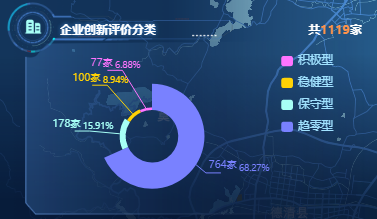 企业创新评价分类
共1119家
77家 6.88%
100家 8.94%
178家 15.91%
764家 68.27%
积极型
稳健型
保守型
趋零型